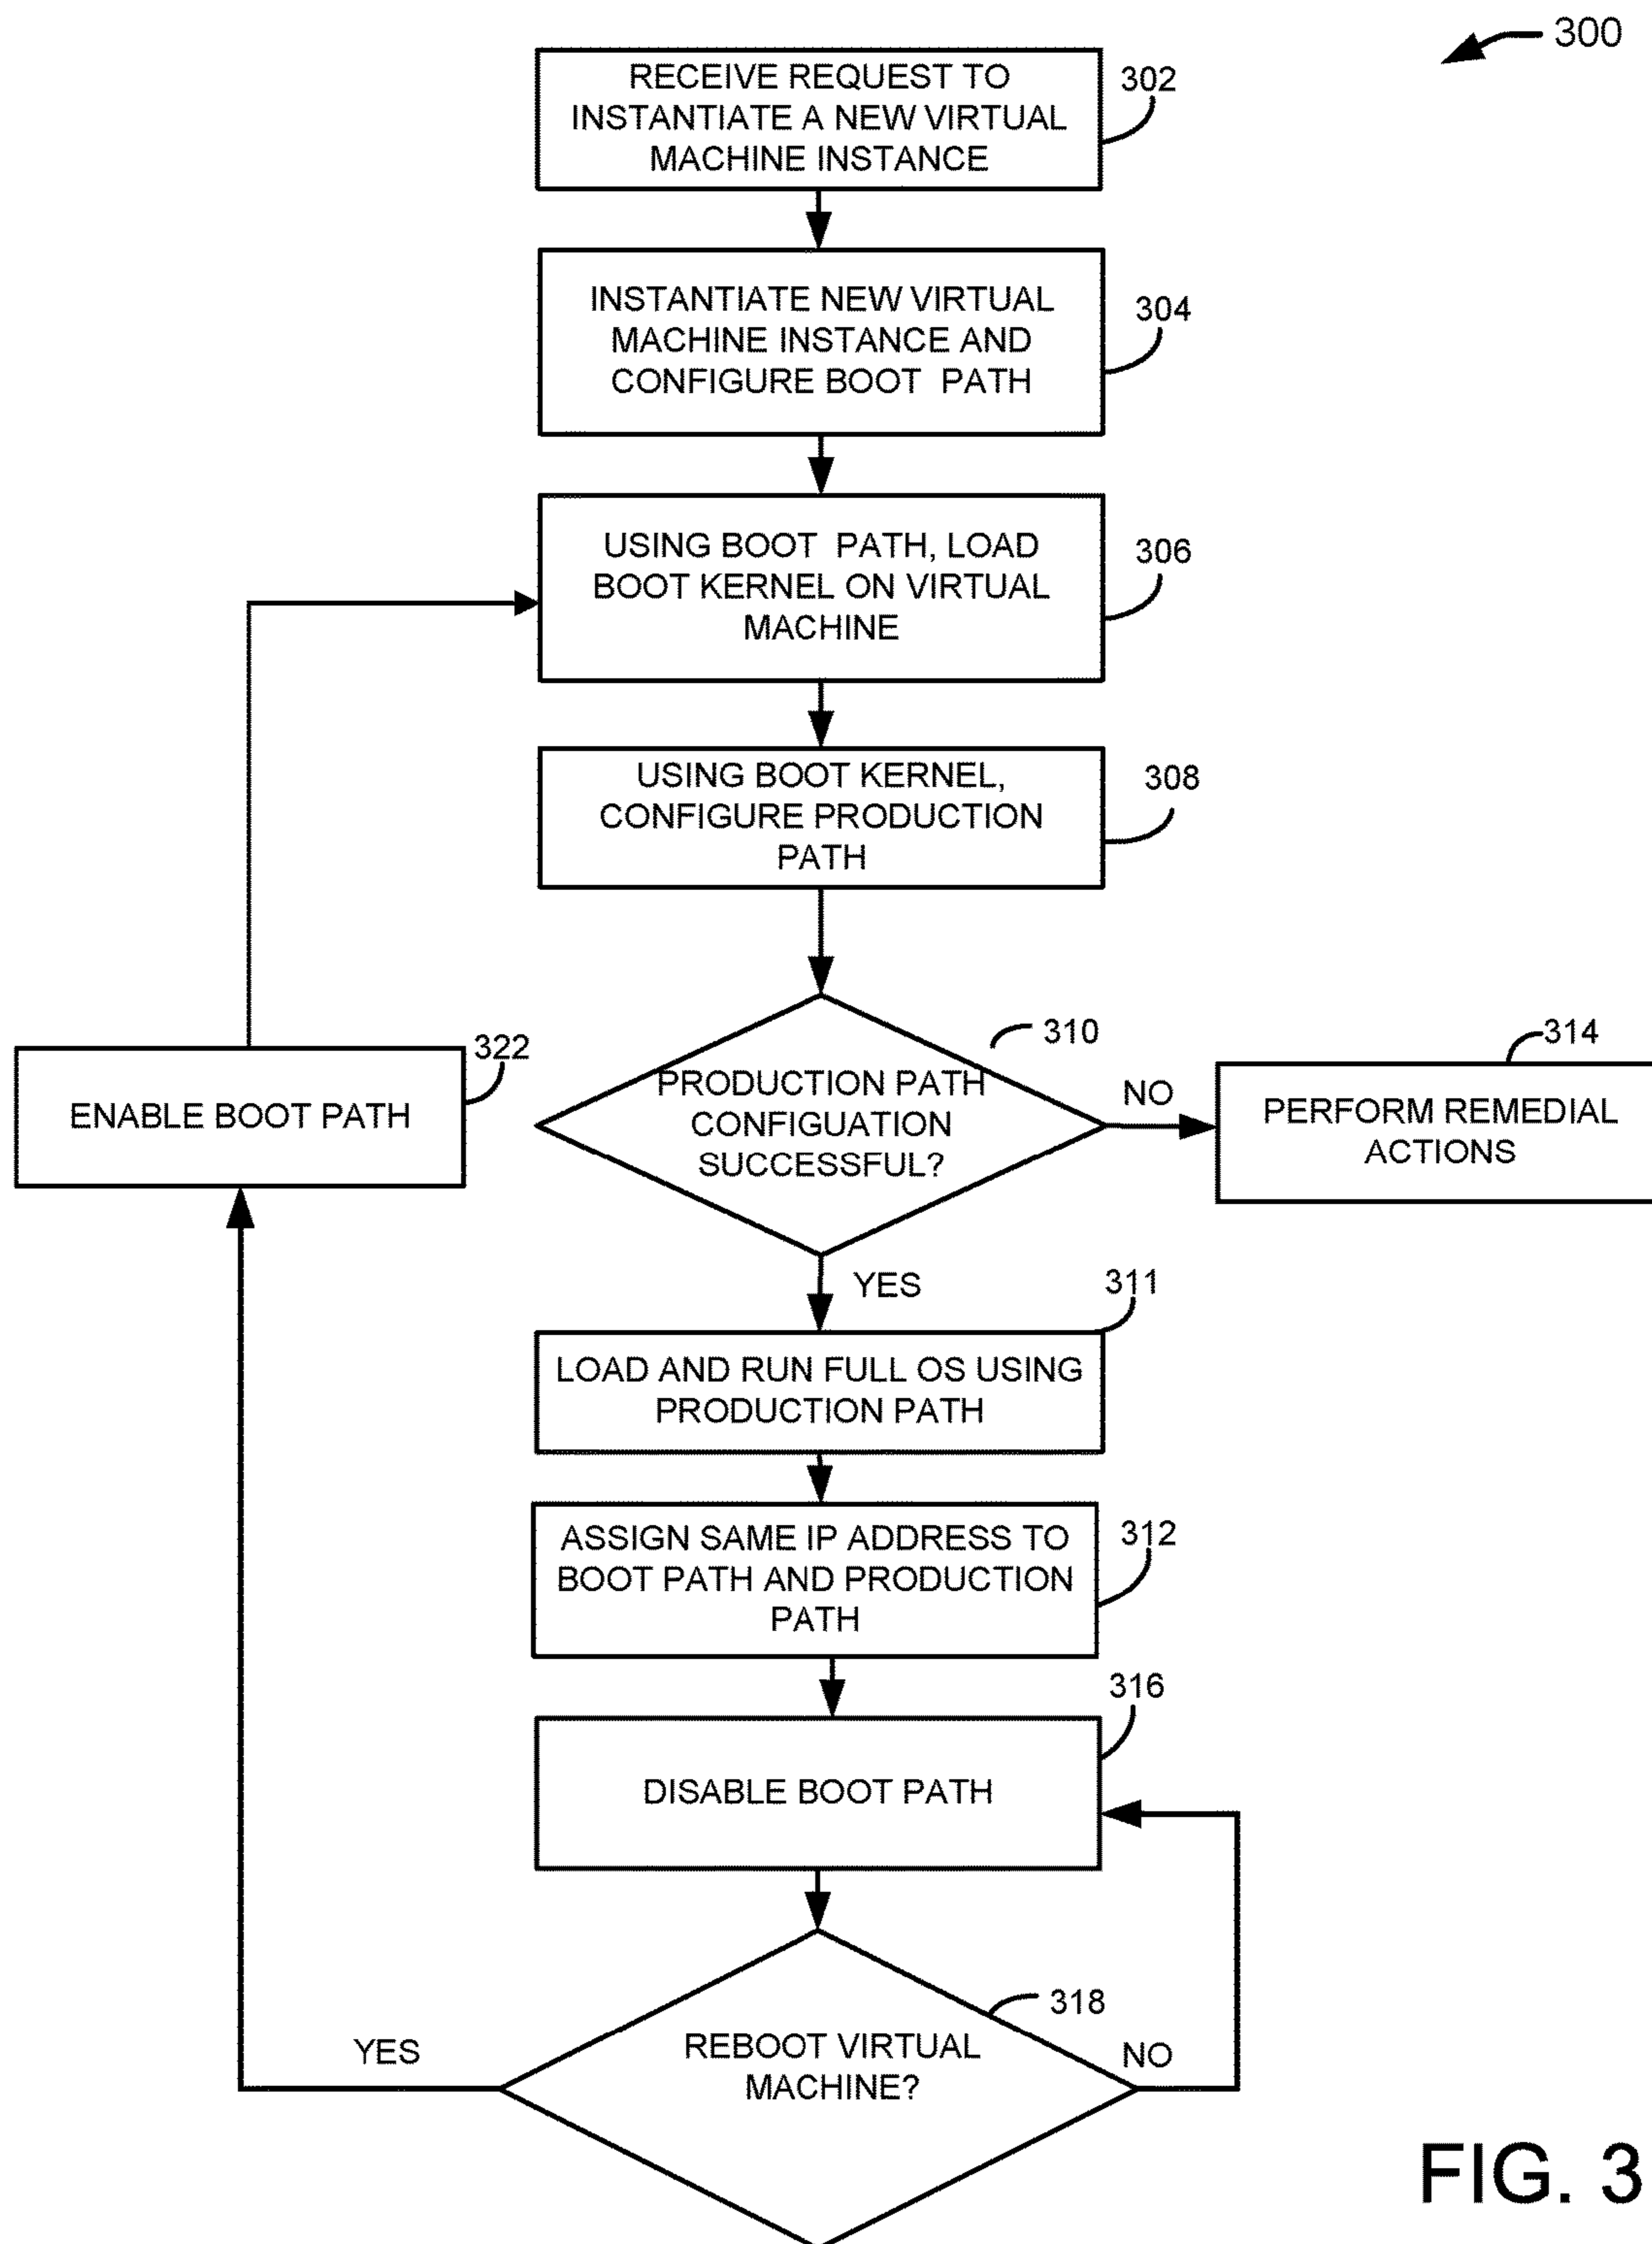 300
RECEIVE REQUEST TO
INSTANTIATE A NEW VIRTUAL
MACHINE INSTANCE
302
INSTANTIATE NEW VIRTUAL
MACHINE INSTANCE AND
CONFIGURE BOOT PATH
304
USING BOOT PATH, LOAD
BOOT KERNEL ON VIRTUAL
MACHINE
306
USING BOOT KERNEL,
CONFIGURE PRODUCTION
PATH
308
ENABLE BOOT PATH
322
PRODUCTION PATH
CONFIGUATION
SUCCESSFUL?
310
NO
PERFORM REMEDIAL
ACTIONS
314
YES
LOAD AND RUN FULL OS USING
PRODUCTION PATH
311
ASSIGN SAME IP ADDRESS TO
BOOT PATH AND PRODUCTION
PATH
312
DISABLE BOOT PATH
316
REBOOT VIRTUAL
MACHINE?
318
YES
NO
FIG. 3